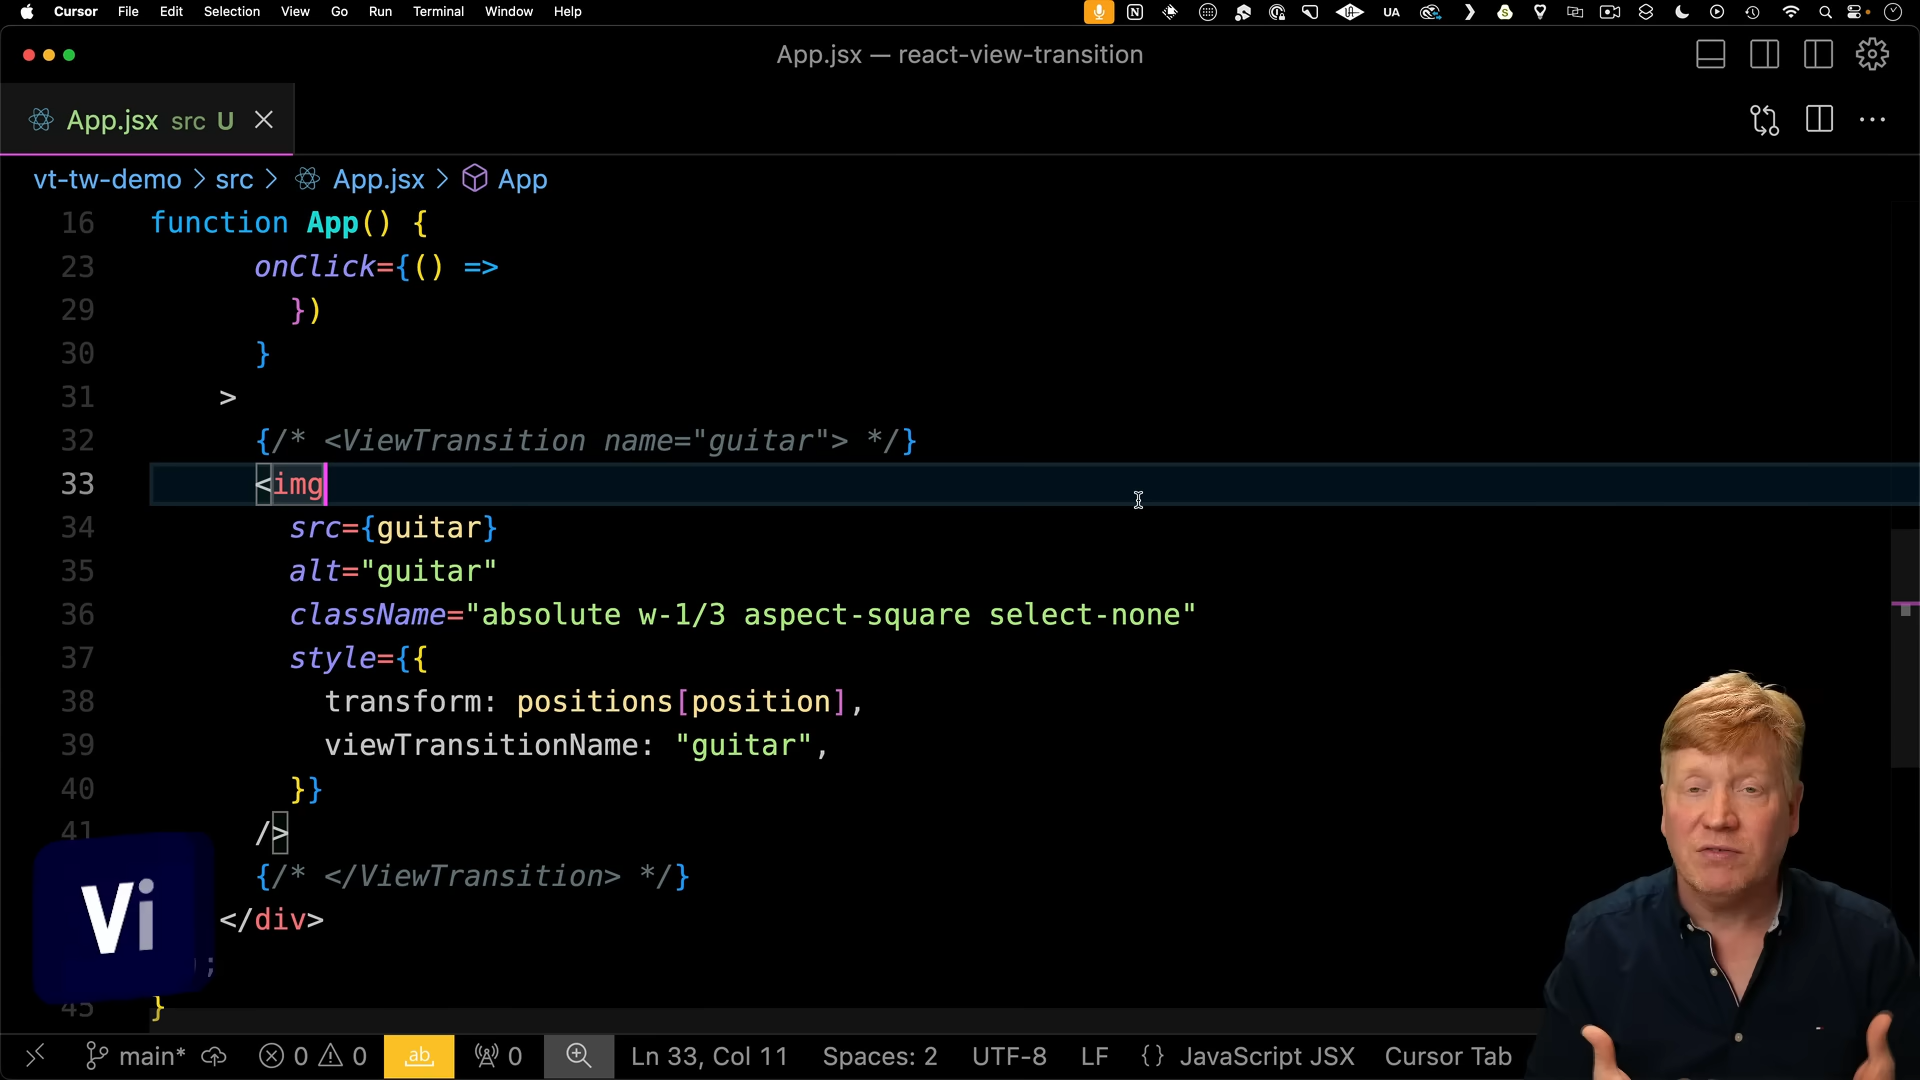 Cursor File Edit Selection View Go Run Terminal Window Help UA
App.jsx — react-view-transition
App.jsx src U
vt-tw-demo > src > App.jsx > App
16 function App() {
23 onClick={() =>
29 })
30 }
31 >
32 {/* <ViewTransition name="guitar"> */}
33 <img
34 src={guitar}
35 alt="guitar"
36 className="absolute w-1/3 aspect-square select-none"
37 style={{
38 transform: positions[position],
39 viewTransitionName: "guitar",
40 }}
41 />
{/* </ViewTransition> */}
</div>
Vi
;
45 }
main* 0 0 ab 0 Ln 33, Col 11 Spaces: 2 UTF-8 LF {} JavaScript JSX Cursor Tab